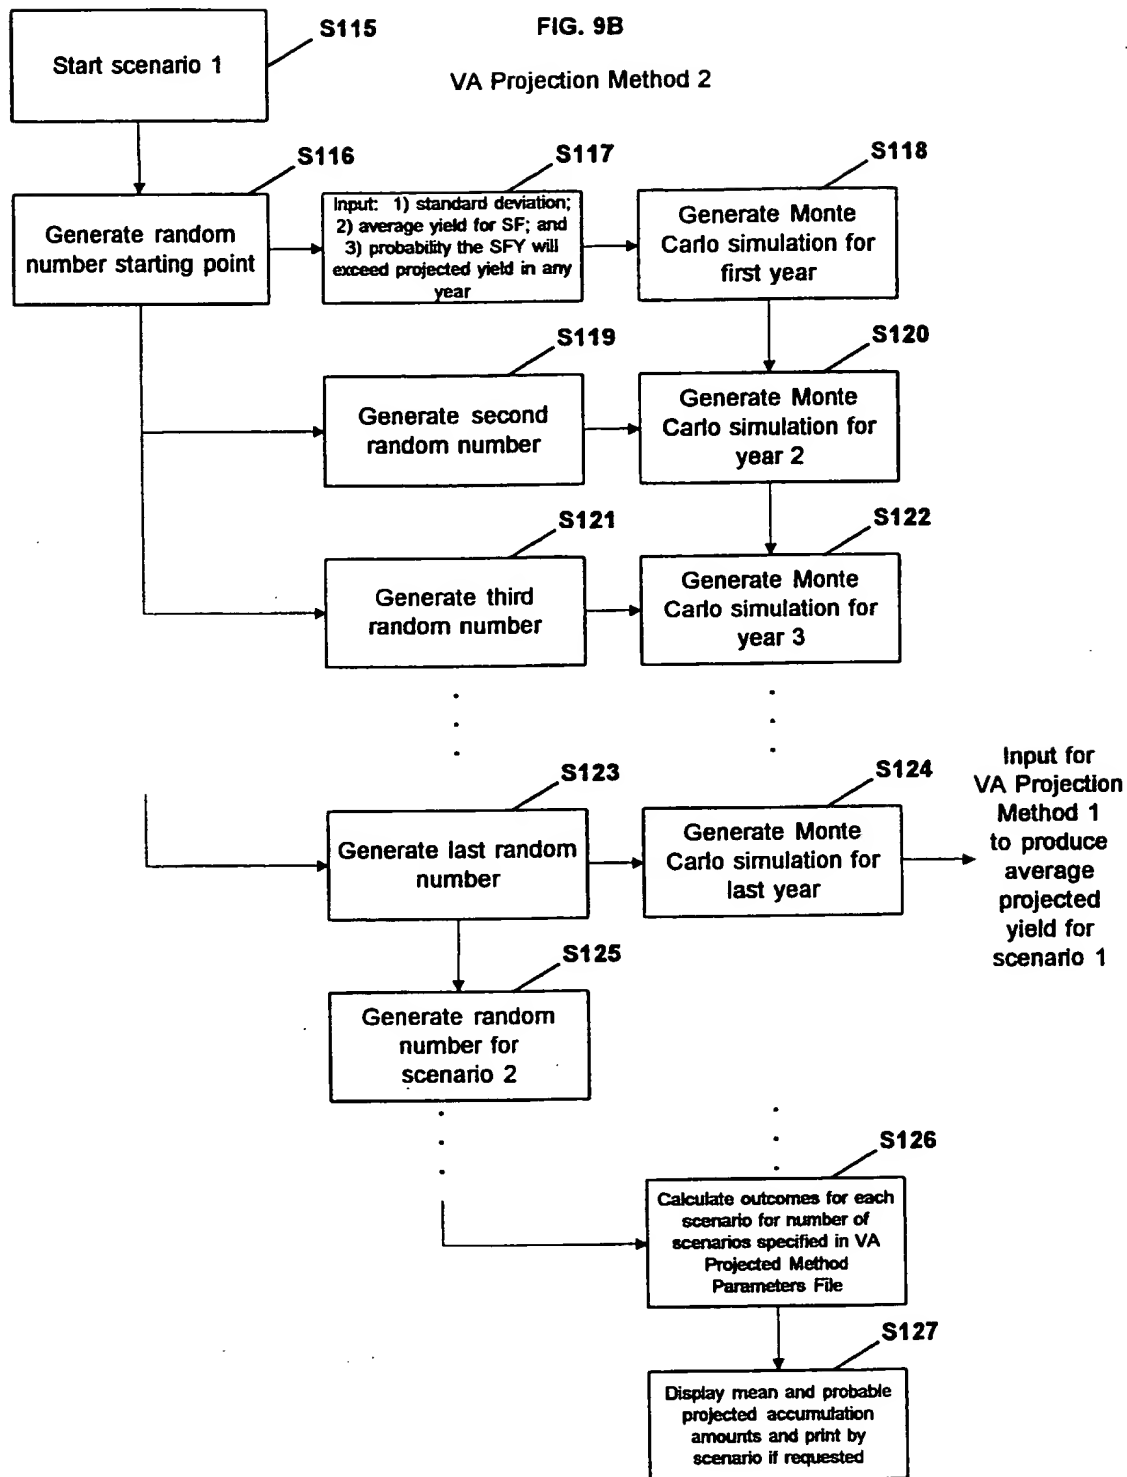 FIG. 9B
VA Projection Method 2
S115
Start scenario 1
S116
Generate random
number starting point
S117
Input: 1) standard deviation;
2) average yield for SF; and
3) probability the SFY will
exceed projected yield in any
year
S118
Generate Monte
Carlo simulation for
first year
S119
Generate second
random number
S120
Generate Monte
Carlo simulation for
year 2
S121
Generate third
random number
S122
Generate Monte
Carlo simulation for
year 3
S123
Generate last random
number
S124
Generate Monte
Carlo simulation for
last year
Input for
VA Projection
Method 1
to produce
average
projected
yield for
scenario 1
S125
Generate random
number for
scenario 2
S126
Calculate outcomes for each
scenario for number of
scenarios specified in VA
Projected Method
Parameters File
S127
Display mean and probable
projected accumulation
amounts and print by
scenario if requested